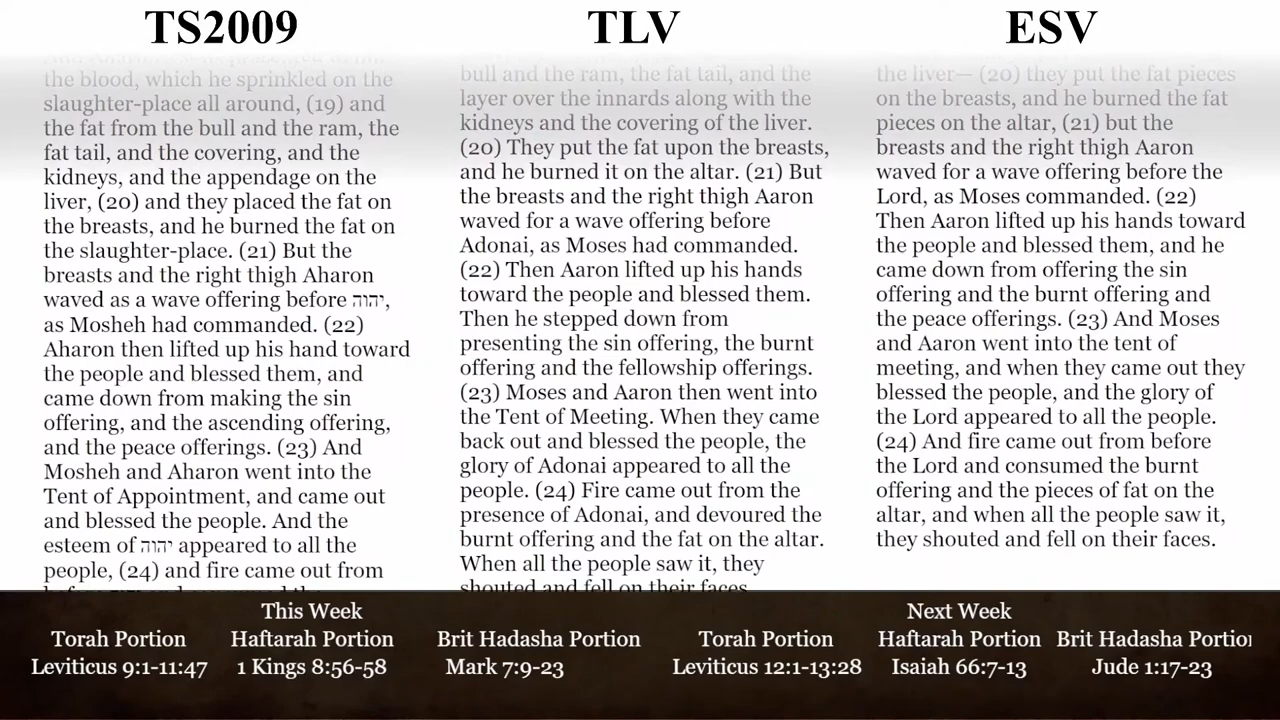 TS2009
the blood, which he sprinkled on the
slaughter-place all around, (19) and
the fat from the bull and the ram, the
fat tail, and the covering, and the
kidneys, and the appendage on the
liver, (20) and they placed the fat on
the breasts, and he burned the fat on
the slaughter-place. (21) But the
breasts and the right thigh Aharon
waved as a wave offering before יהוה,
as Mosheh had commanded. (22)
Aharon then lifted up his hand toward
the people and blessed them, and
came down from making the sin
offering, and the ascending offering,
and the peace offerings. (23) And
Mosheh and Aharon went into the
Tent of Appointment, and came out
and blessed the people. And the
esteem of יהוה appeared to all the
people, (24) and fire came out from
TLV
bull and the ram, the fat tail, and the
layer over the innards along with the
kidneys and the covering of the liver.
(20) They put the fat upon the breasts,
and he burned it on the altar. (21) But
the breasts and the right thigh Aaron
waved for a wave offering before
Adonai, as Moses had commanded.
(22) Then Aaron lifted up his hands
toward the people and blessed them.
Then he stepped down from
presenting the sin offering, the burnt
offering and the fellowship offerings.
(23) Moses and Aaron then went into
the Tent of Meeting. When they came
back out and blessed the people, the
glory of Adonai appeared to all the
people. (24) Fire came out from the
presence of Adonai, and devoured the
burnt offering and the fat on the altar.
When all the people saw it, they
shouted and fell on their faces
ESV
the liver— (20) they put the fat pieces
on the breasts, and he burned the fat
pieces on the altar, (21) but the
breasts and the right thigh Aaron
waved for a wave offering before the
Lord, as Moses commanded. (22)
Then Aaron lifted up his hands toward
the people and blessed them, and he
came down from offering the sin
offering and the burnt offering and
the peace offerings. (23) And Moses
and Aaron went into the tent of
meeting, and when they came out they
blessed the people, and the glory of
the Lord appeared to all the people.
(24) And fire came out from before
the Lord and consumed the burnt
offering and the pieces of fat on the
altar, and when all the people saw it,
they shouted and fell on their faces.
This Week
Torah Portion Haftarah Portion Brit Hadasha Portion
Leviticus 9:1-11:47 1 Kings 8:56-58 Mark 7:9-23
Next Week
Torah Portion Haftarah Portion Brit Hadasha Portion
Leviticus 12:1-13:28 Isaiah 66:7-13 Jude 1:17-23